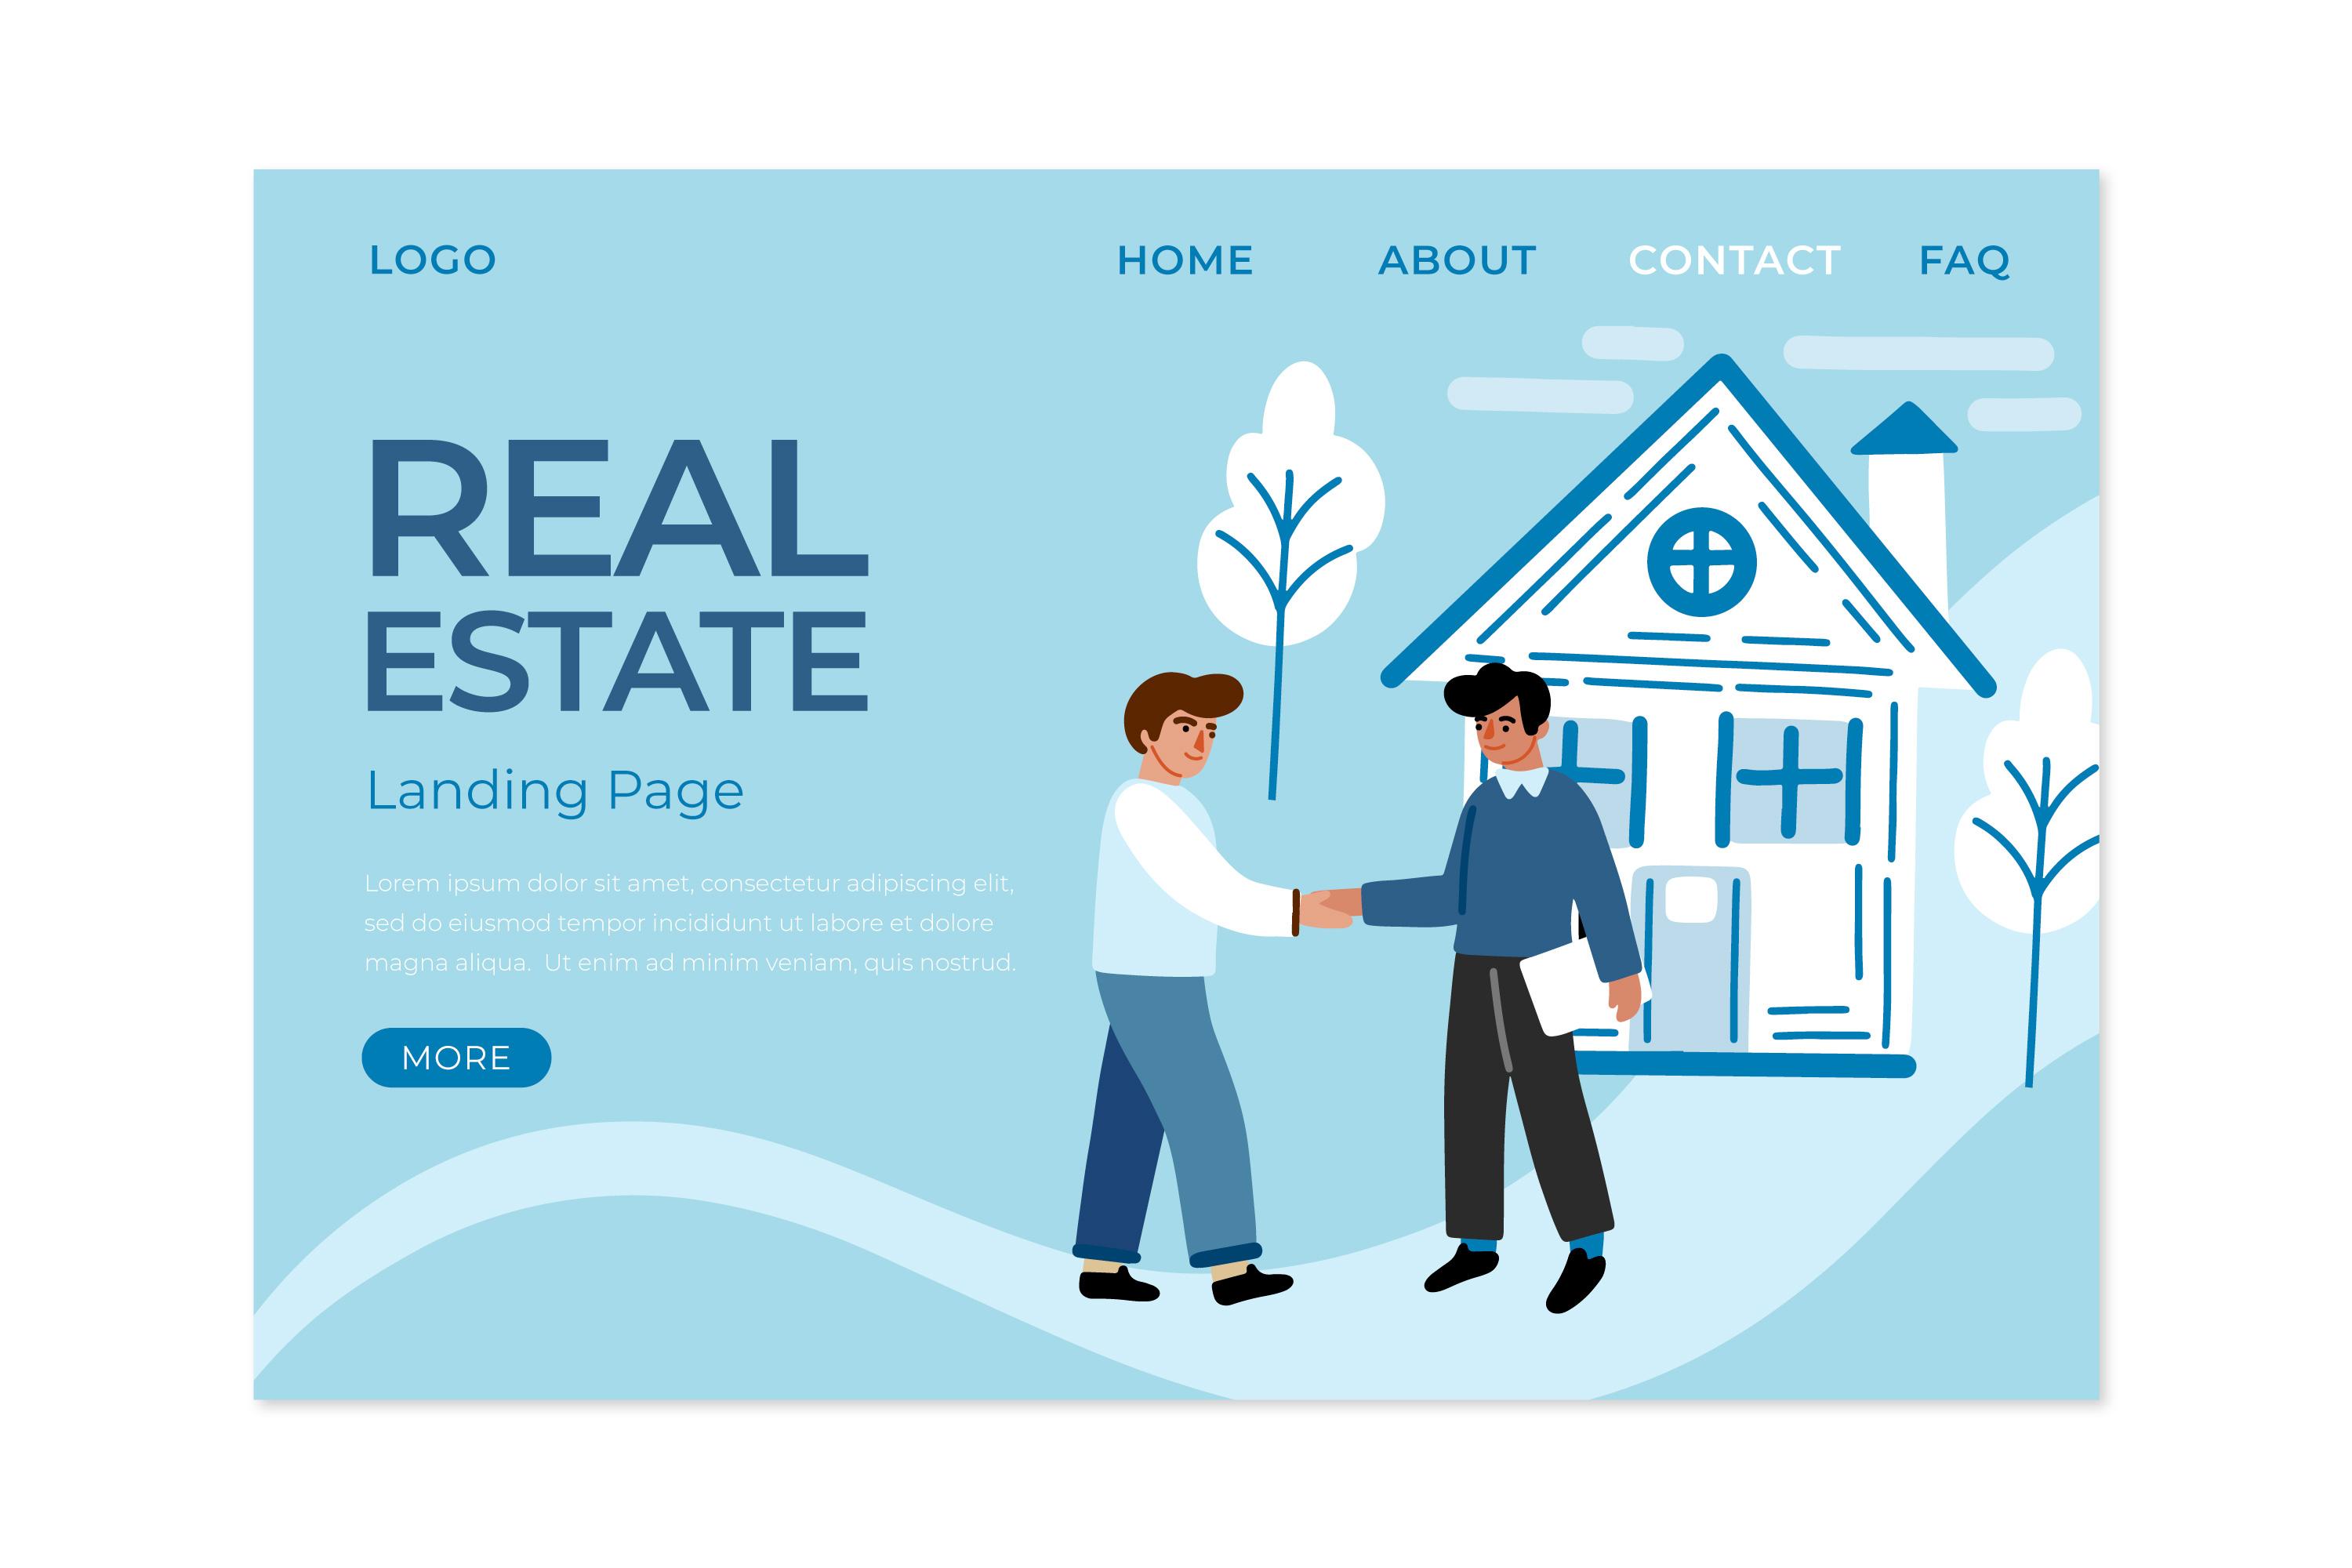 LOGO
HOME ABOUT CONTACT FAQ
REAL
ESTATE
Landing Page
Lorem ipsum dolor sit amet, consectetur adipiscing elit,
sed do eiusmod tempor incididunt ut labore et dolore
magna aliqua. Ut enim ad minim veniam, quis nostrud.
MORE